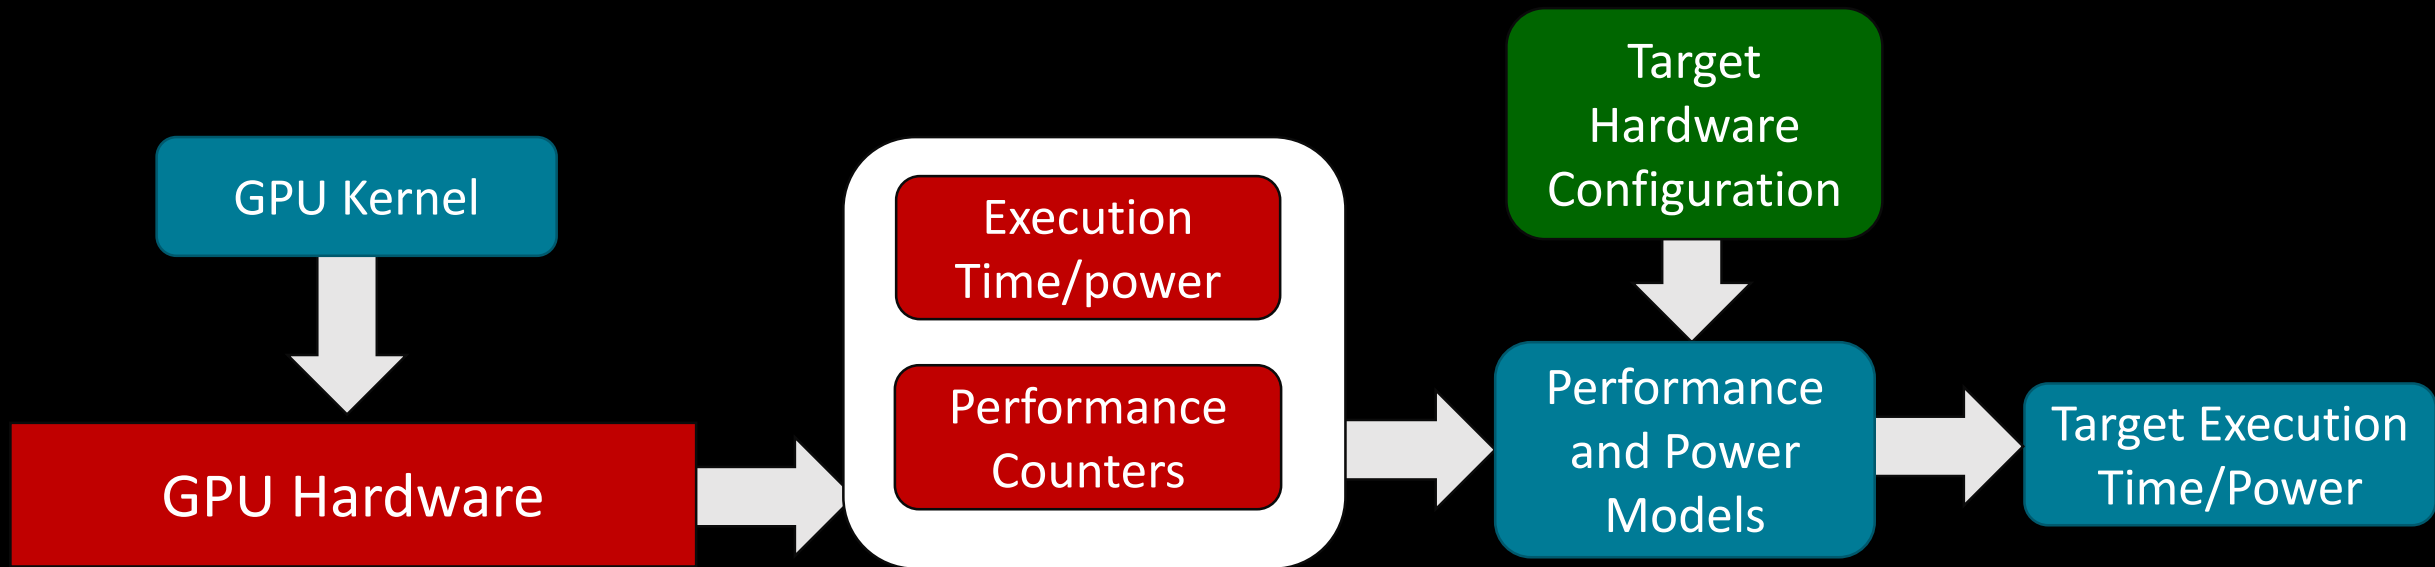 GPU Kernel
GPU Hardware
Execution
Time/power
Performance
Counters
Target
Hardware
Configuration
Performance
and Power
Models
Target Execution
Time/Power